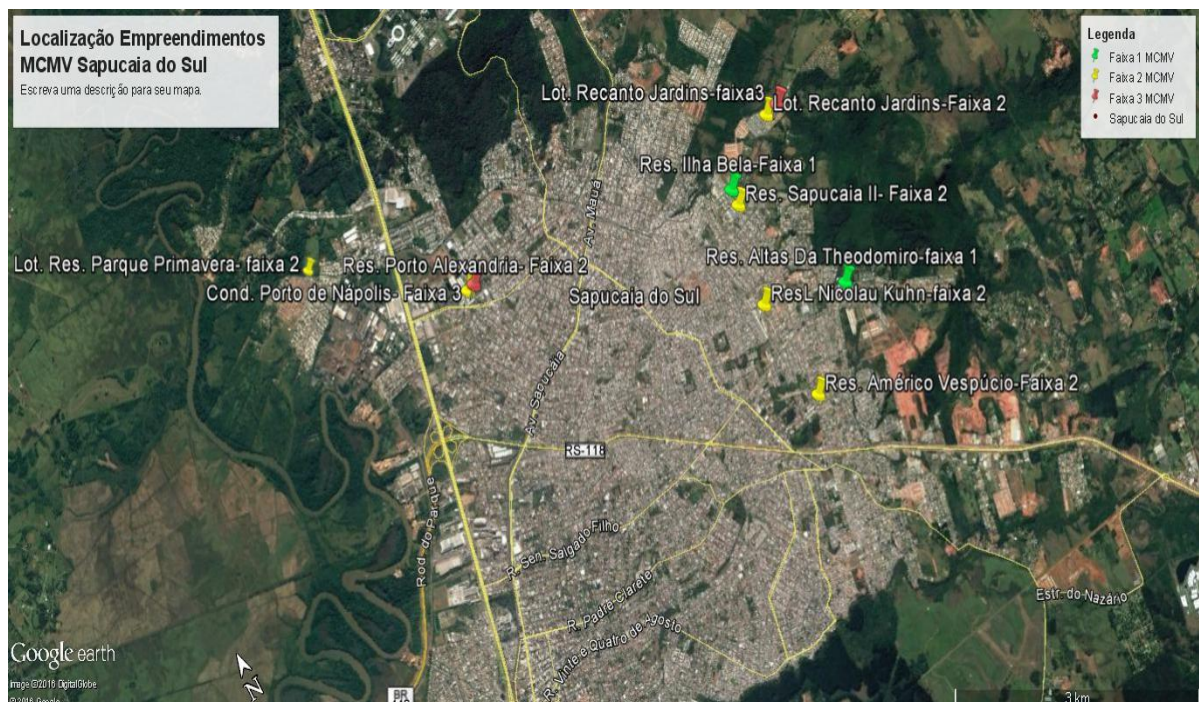 Localização Empreendimentos
MCMV Sapucaia do Sul
Escreva uma descrição para seu mapa.
Legenda
Faixa 1 MCMV
Faixa 2 MCMV
Faixa 3 MCMV
Sapucaia do Sul
Lot. Recanto Jardins-faixa3
Lot. Recanto Jardins-Faixa 2
Res. Ilha Bela-Faixa 1
Res. Sapucaia II- Faixa 2
Av. Mauá
Res. Altas Da Theodomiro-faixa 1
Lot. Res. Parque Primavera- faixa 2
Res. Porto Alexandria- Faixa 2
Cond. Porto de Nápolis- Faixa 3
Sapucaia do Sul
ResL Nicolau Kuhn-faixa 2
Av. Sapucaia
Res. Américo Vespúcio-Faixa 2
RS-118
Rod. do Parque
R. Sen. Salgado Filho
R. Padre Claret
R. Vinte e Quatro de Agosto
Estr. do Nazário
Google earth
Image © 2016 DigitalGlobe
© 2016 Google
N
BR
3 km